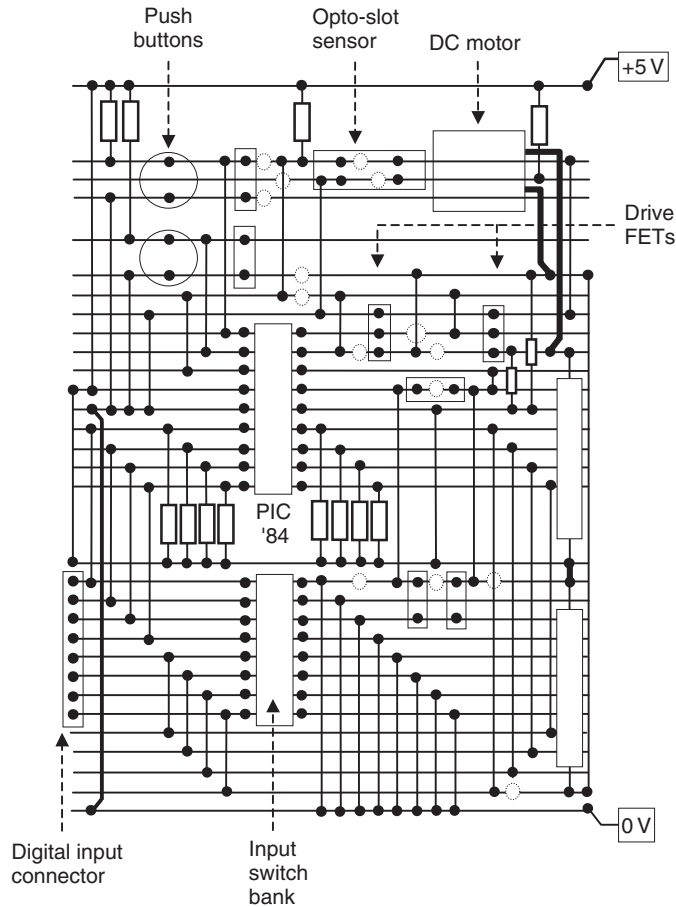 Push
buttons
Opto-slot
sensor
DC motor
+5 V
Drive
FETs
PIC
'84
0 V
Digital input
connector
Input
switch
bank